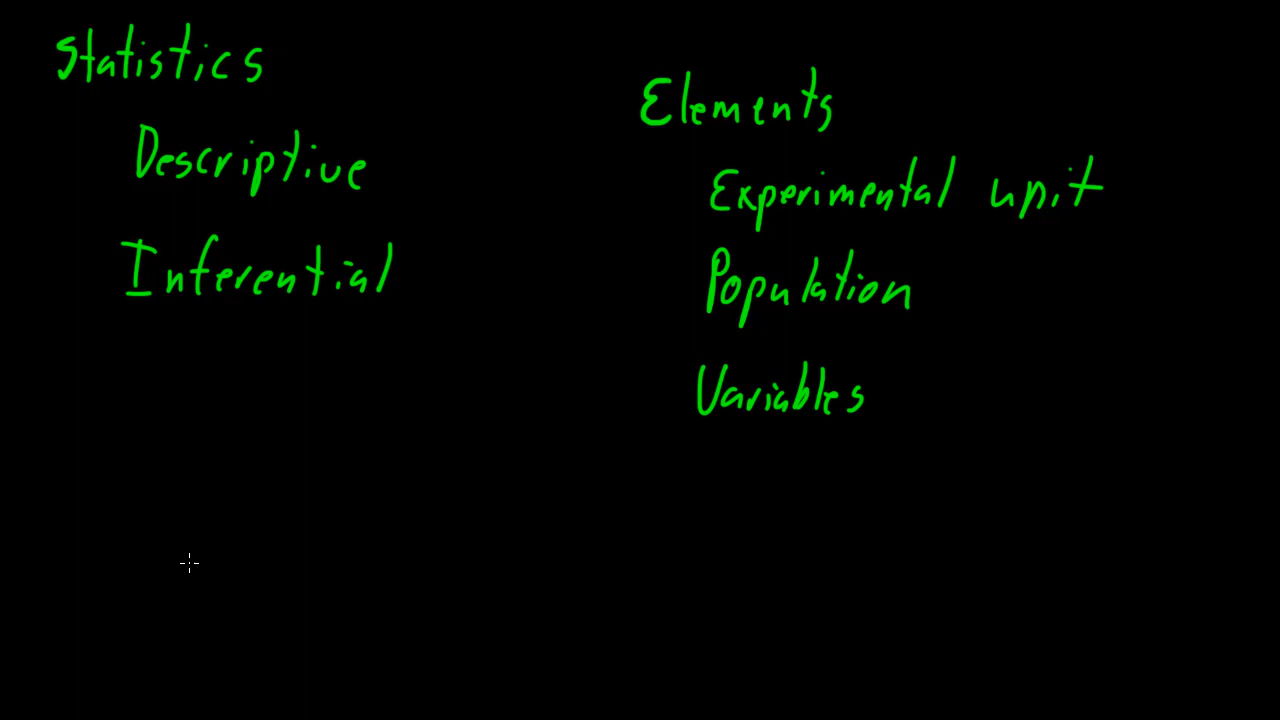 Statistics
Descriptive
Inferential
Elements
Experimental unit
Population
Variables